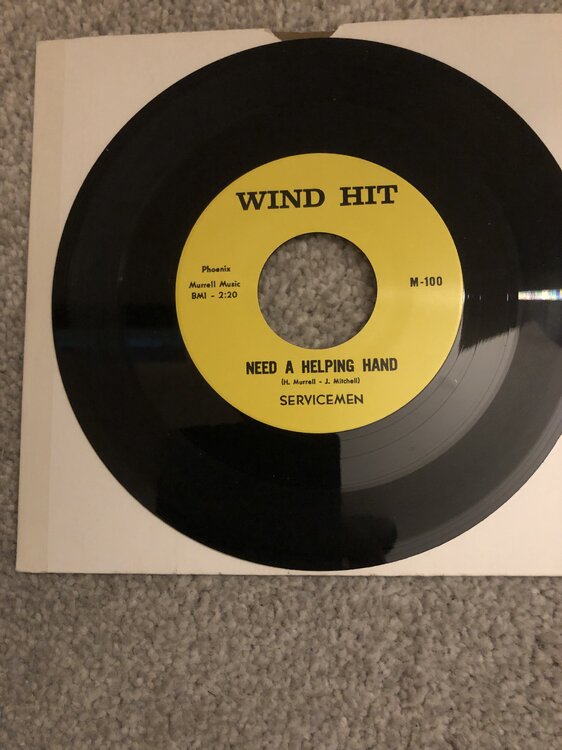 WIND HIT
Phoenix
Murrell Music
BMI - 2:20
M-100
NEED A HELPING HAND
(H. Murrell - J. Mitchell)
SERVICEMEN